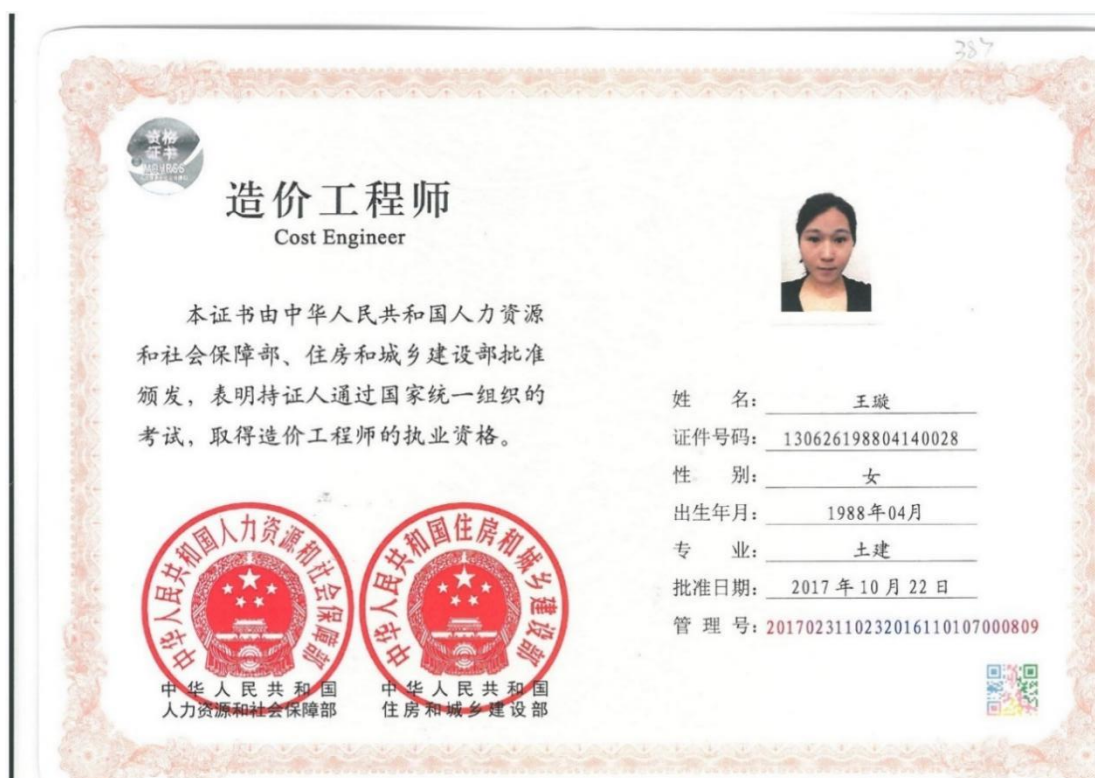 387
资格
证书
造价工程师
Cost Engineer
本证书由中华人民共和国人力资源
和社会保障部、住房和城乡建设部批准
颁发，表明持证人通过国家统一组织的
考试，取得造价工程师的执业资格。
中华人民共和国人力资源和社会保障部
中华人民共和国住房和城乡建设部
中华人民共和国
人力资源和社会保障部
中华人民共和国
住房和城乡建设部
姓 名： 王璇
证件号码： 130626198804140028
性 别： 女
出生年月： 1988年04月
专 业： 土建
批准日期： 2017 年 10 月 22 日
管 理 号： 2017023110232016110107000809